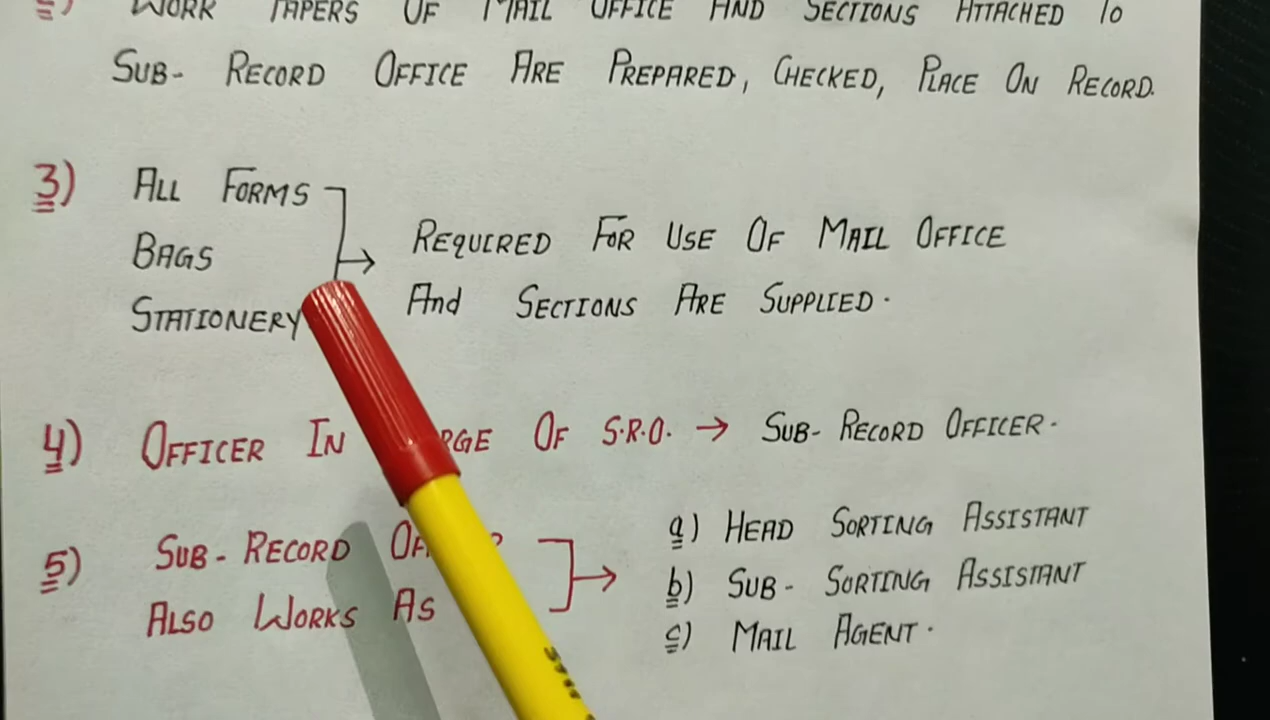 2) WORK PAPERS OF MAIL OFFICE AND SECTIONS ATTACHED TO
SUB- RECORD OFFICE ARE PREPARED, CHECKED, PLACE ON RECORD.
3) ALL FORMS
BAGS
STATIONERY
→ REQUIRED FOR USE OF MAIL OFFICE
And SECTIONS ARE SUPPLIED.
4) OFFICER IN RGE OF S.R.O. → SUB- RECORD OFFICER.
5) SUB- RECORD
ALSO WORKS AS
→ a) HEAD SORTING ASSISTANT
b) SUB- SORTING ASSISTANT
c) MAIL AGENT.